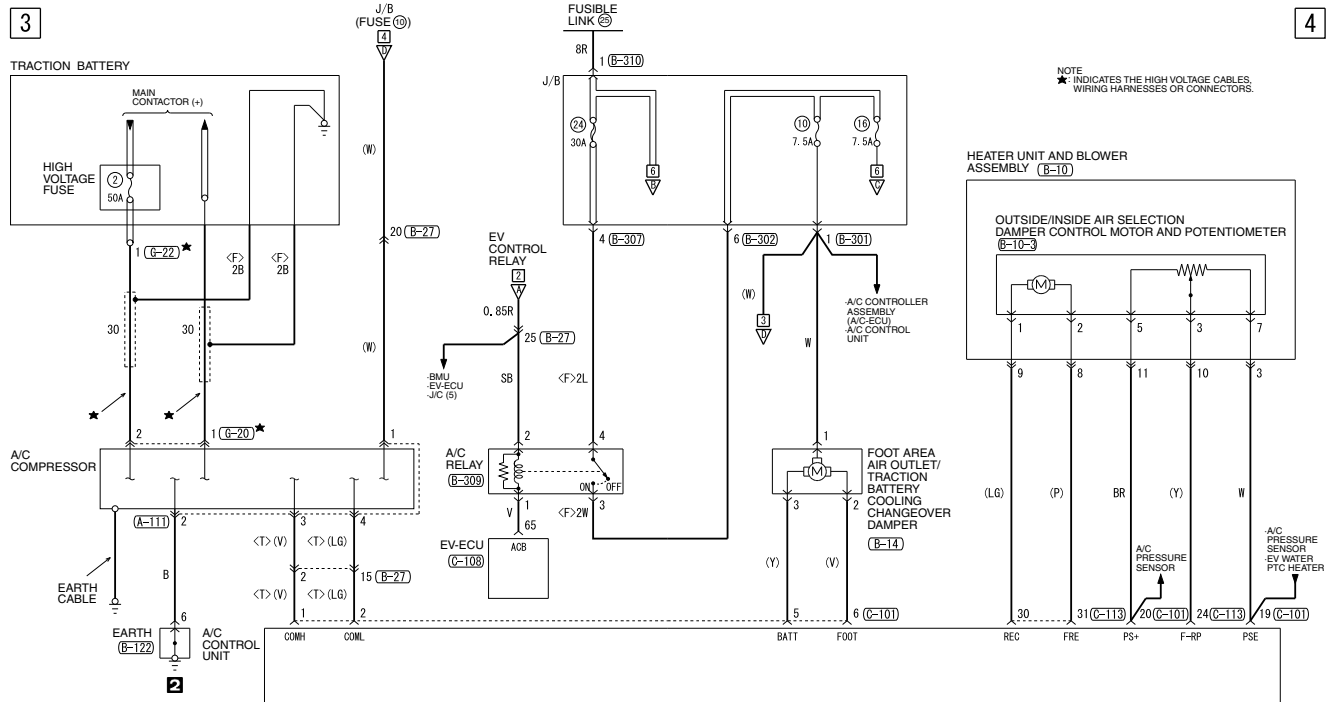 3
4
J/B
(FUSE⑩)
4
D
FUSIBLE
LINK㉕
8R
1 B-310
NOTE
★: INDICATES THE HIGH VOLTAGE CABLES,
WIRING HARNESSES OR CONNECTORS.
TRACTION BATTERY
MAIN
CONTACTOR (+)
HIGH
VOLTAGE
FUSE
②
50A
1 G-22 ★
<F>
2B
<F>
2B
30
30
★
★
2
1 G-20 ★
(W)
20 B-27
(W)
1
A/C
COMPRESSOR
A-111 2
3
4
B
<T>(V)
<T>(LG)
2
15 B-27
<T>(V)
<T>(LG)
1
2
COMH
COML
EARTH
CABLE
6
EARTH
B-122
2
A/C
CONTROL
UNIT
J/B
㉔
30A
6
B
⑩
7.5A
⑯
7.5A
6
C
4 B-307
6 B-302
1 B-301
EV
CONTROL
RELAY
2
A
0.85R
25 B-27
·BMU
·EV-ECU
·J/C (5)
SB
<F>2L
2
4
A/C
RELAY
B-309
ON
OFF
1
3
V
<F>2W
65
EV-ECU
C-108
ACB
(W)
3
D
W
·A/C CONTROLLER
ASSEMBLY
(A/C-ECU)
·A/C CONTROL
UNIT
1
M
3
2
FOOT AREA
AIR OUTLET/
TRACTION
BATTERY
COOLING
CHANGEOVER
DAMPER
B-14
(Y)
(V)
5
6 C-101
BATT
FOOT
HEATER UNIT AND BLOWER
ASSEMBLY B-10
OUTSIDE/INSIDE AIR SELECTION
DAMPER CONTROL MOTOR AND POTENTIOMETER
B-10-3
M
1
2
5
3
7
9
8
11
10
3
(LG)
(P)
BR
(Y)
W
A/C
PRESSURE
SENSOR
·A/C
PRESSURE
SENSOR
·EV WATER
PTC HEATER
30
31 C-113
20 C-101
24 C-113
19 C-101
REC
FRE
PS+
F-RP
PSE